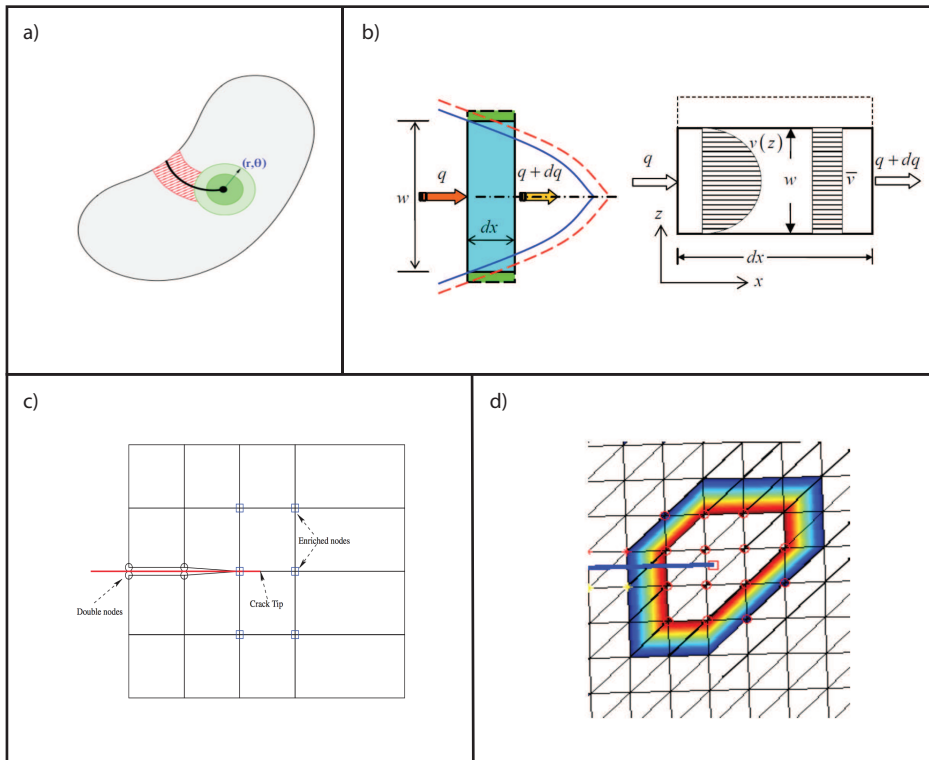 a)
(r,θ)
b)
q
w
q + dq
dx
q
v(z)
w
v̅
q + dq
z
dx
x
c)
Enriched nodes
Crack Tip
Double nodes
d)